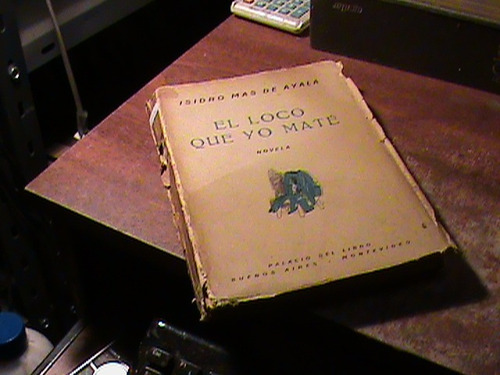 ISIDRO MAS DE AYALA
EL LOCO
QUE YO MATÉ
NOVELA
PALACIO DEL LIBRO
BUENOS AIRES - MONTEVIDEO